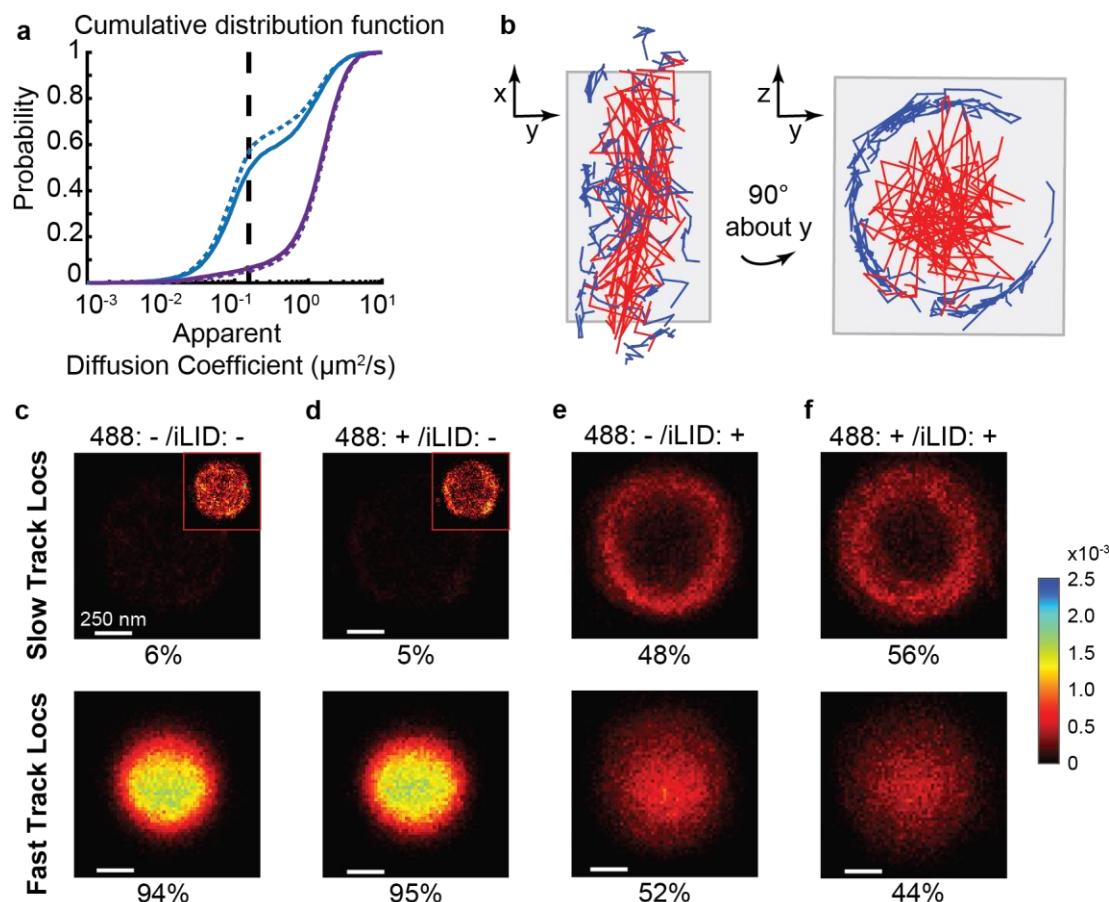 a
Cumulative distribution function
1
0.8
0.6
0.4
0.2
0
Probability
10⁻³ 10⁻² 10⁻¹ 10⁰ 10¹
Apparent
Diffusion Coefficient (µm²/s)
b
x
y
z
y
90°
about y
c
488: - /iLID: -
d
488: + /iLID: -
e
488: - /iLID: +
f
488: + /iLID: +
Slow Track Locs
250 nm
6%
5%
48%
56%
x10⁻³
2.5
2.0
1.5
1.0
0.5
0
Fast Track Locs
94%
95%
52%
44%